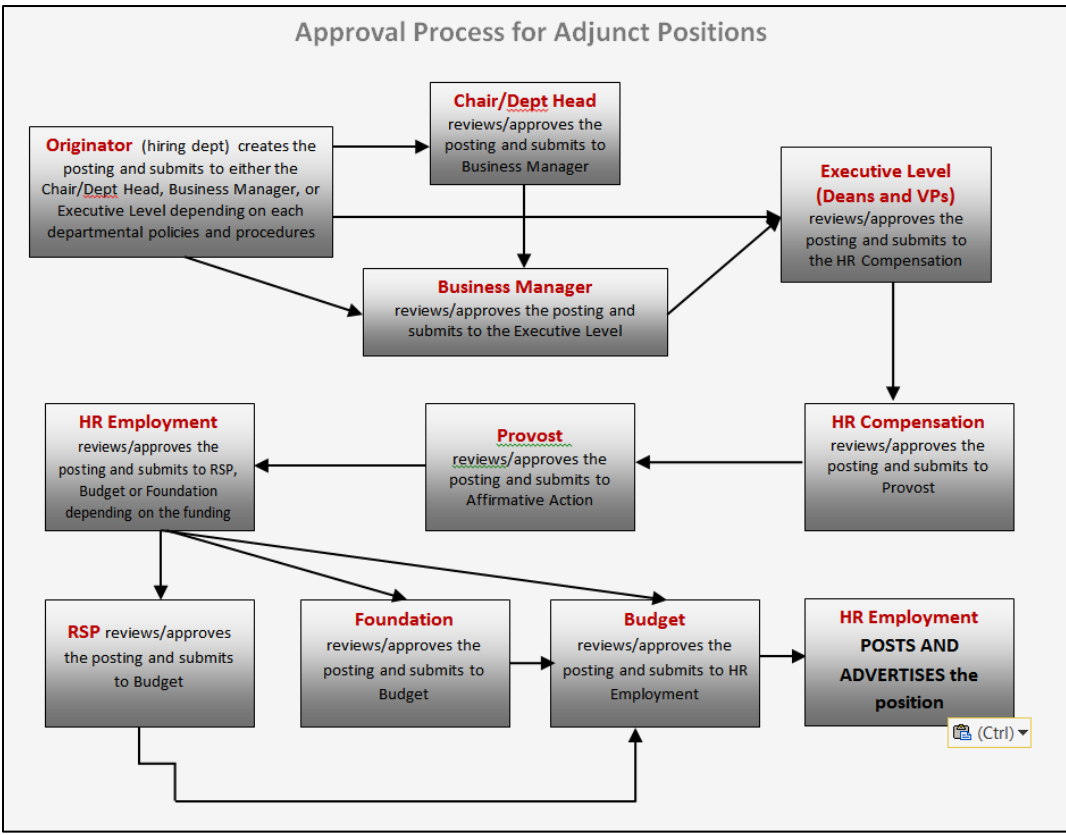 Approval Process for Adjunct Positions
Chair/Dept Head
reviews/approves the
posting and submits to
Business Manager
Originator (hiring dept) creates the
posting and submits to either the
Chair/Dept Head, Business Manager, or
Executive Level depending on each
departmental policies and procedures
Executive Level
(Deans and VPs)
reviews/approves the
posting and submits to
the HR Compensation
Business Manager
reviews/approves the posting and
submits to the Executive Level
HR Employment
reviews/approves the
posting and submits to RSP,
Budget or Foundation
depending on the funding
Provost
reviews/approves the
posting and submits to
Affirmative Action
HR Compensation
reviews/approves the
posting and submits to
Provost
RSP reviews/approves
the posting and submits
to Budget
Foundation
reviews/approves the
posting and submits to
Budget
Budget
reviews/approves the
posting and submits to HR
Employment
HR Employment
POSTS AND
ADVERTISES the
position
(Ctrl)